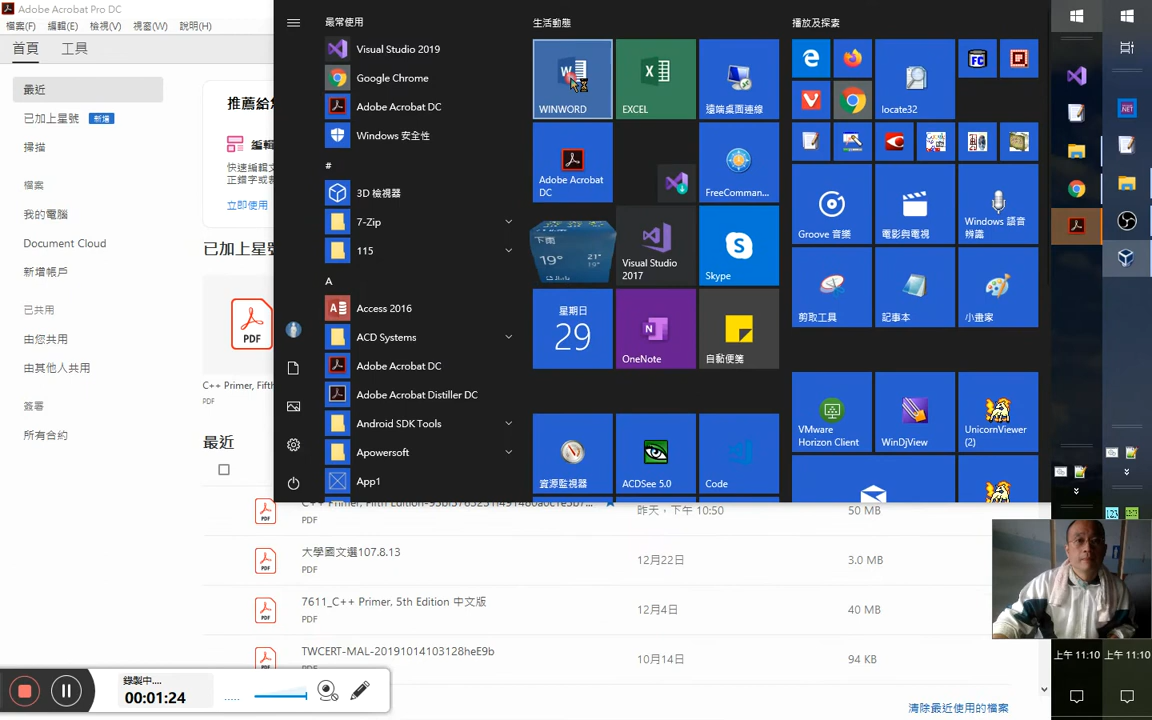 Adobe Acrobat Pro DC
檔案(F) 編輯(E) 檢視(V) 視窗(W) 說明(H)
首頁 工具
最近
已加上星號 新增
掃描
檔案
我的電腦
Document Cloud
新增帳戶
已共用
由您共用
由其他人共用
簽署
所有合約
推薦給
編輯
快速編輯文
立即使用
已加上星
PDF
C++ Primer, Fifth
PDF
最近
最常使用
Visual Studio 2019
Google Chrome
Adobe Acrobat DC
Windows 安全性
#
3D 檢視器
7-Zip
115
A
Access 2016
ACD Systems
Adobe Acrobat DC
Adobe Acrobat Distiller DC
Android SDK Tools
Apowersoft
App1
生活動態
WINWORD
EXCEL
遠端桌面連線
Adobe Acrobat DC
FreeComman...
下雨
19°
21°
19°
Visual Studio 2017
Skype
星期日
29
OneNote
自黏便箋
資源監視器
ACDSee 5.0
Code
播放及探索
locate32
Groove 音樂
電影與電視
Windows 語音辨識
剪取工具
記事本
小畫家
VMware Horizon Client
WinDjView
UnicornViewer (2)
PDF
昨天，下午 10:50
50 MB
大學國文選107.8.13
PDF
12月22日
3.0 MB
7611_C++ Primer, 5th Edition 中文版
PDF
12月4日
40 MB
TWCERT-MAL-20191014103128heE9b
PDF
10月14日
94 KB
清除最近使用的檔案
錄製中....
00:01:24
上午 11:10
上午 11:10